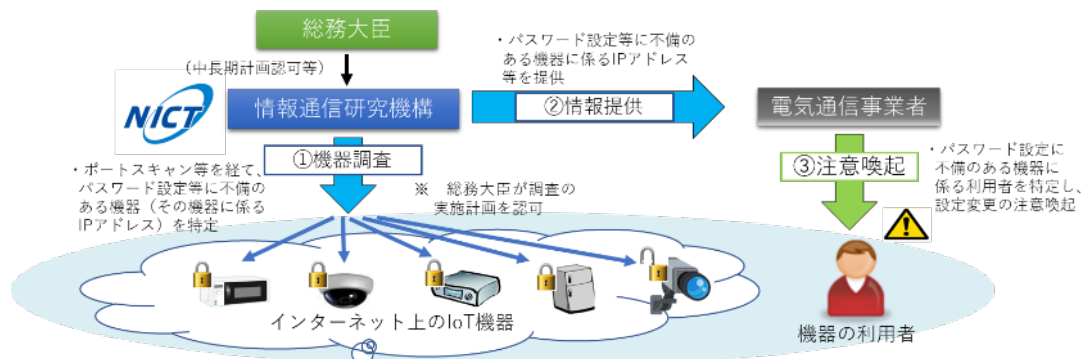 総務大臣
（中長期計画認可等）
NICT
情報通信研究機構
・パスワード設定等に不備の
ある機器に係るIPアドレス
等を提供
②情報提供
電気通信事業者
①機器調査
・ポートスキャン等を経て、
パスワード設定等に不備の
ある機器（その機器に係る
IPアドレス）を特定
※　総務大臣が調査の
実施計画を認可
③注意喚起
・パスワード設定に
不備のある機器に
係る利用者を特定し、
設定変更の注意喚起
インターネット上のIoT機器
機器の利用者